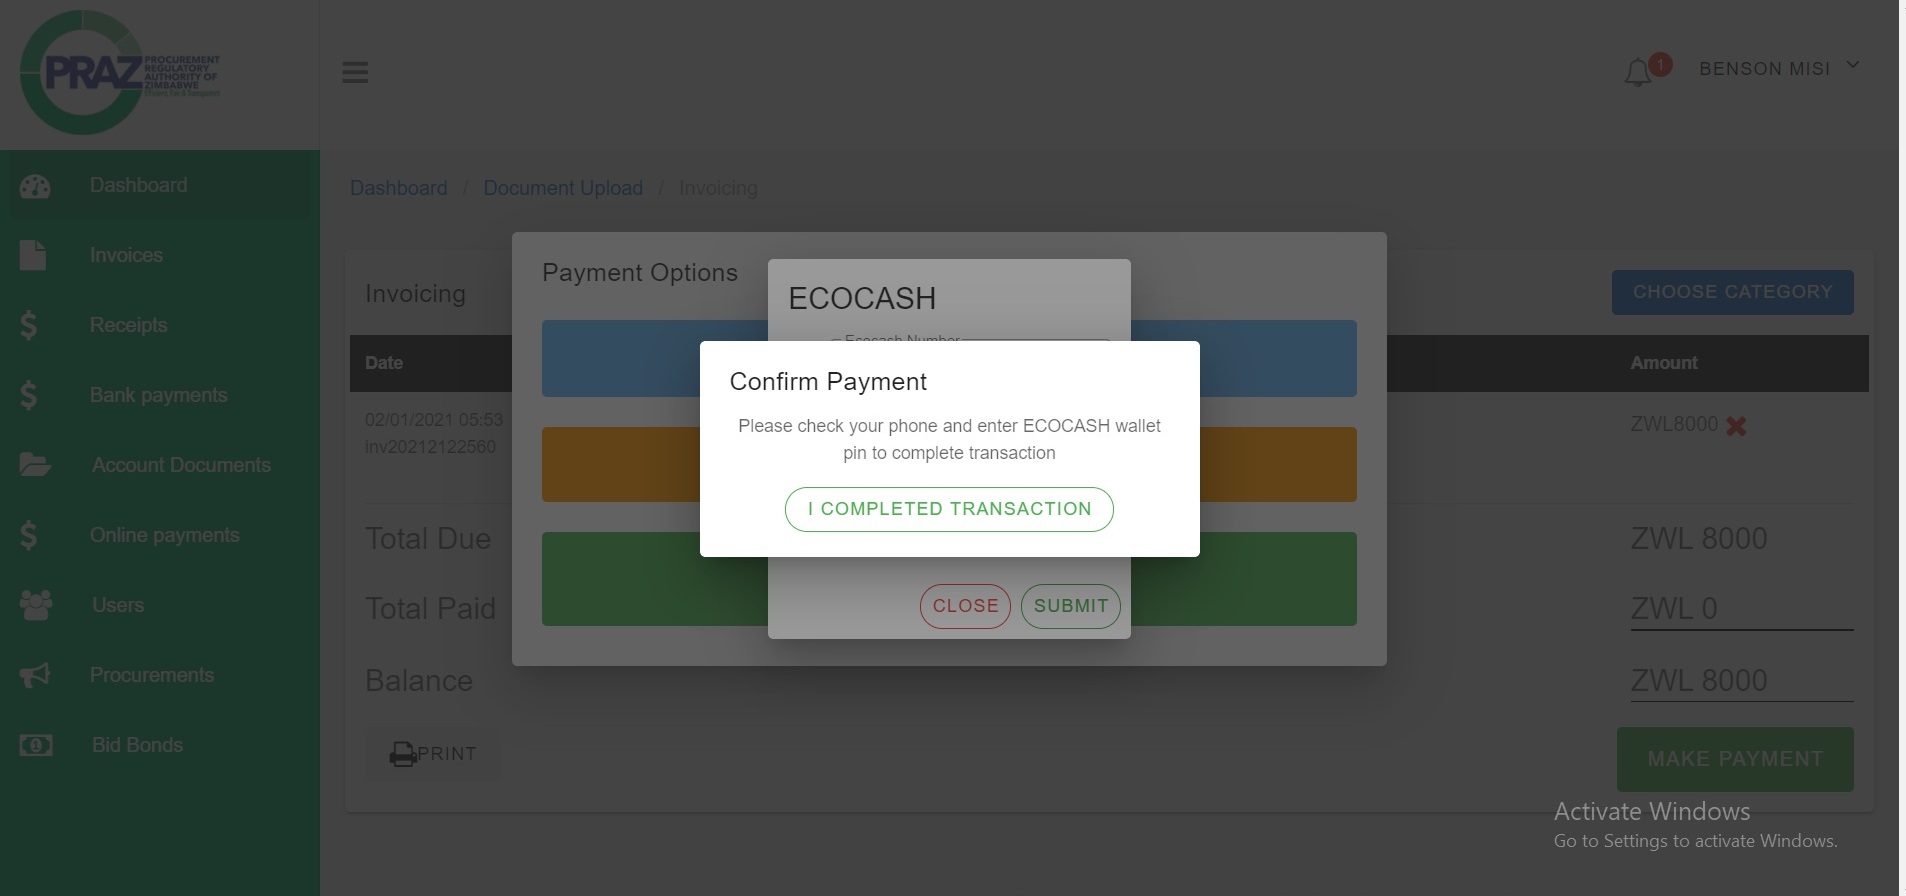 PRAZ
PROCUREMENT
REGULATORY
AUTHORITY OF
ZIMBABWE
Efficient, Fair & Transparent
1
BENSON MISI
Dashboard
Invoices
Receipts
Bank payments
Account Documents
Online payments
Users
Procurements
Bid Bonds
Dashboard / Document Upload / Invoicing
Invoicing
CHOOSE CATEGORY
Date
Amount
02/01/2021 05:53
inv20212122560
ZWL8000
Total Due
ZWL 8000
Total Paid
ZWL 0
Balance
ZWL 8000
PRINT
MAKE PAYMENT
Payment Options
ECOCASH
Ecocash Number
Confirm Payment
Please check your phone and enter ECOCASH wallet
pin to complete transaction
I COMPLETED TRANSACTION
CLOSE
SUBMIT
Activate Windows
Go to Settings to activate Windows.